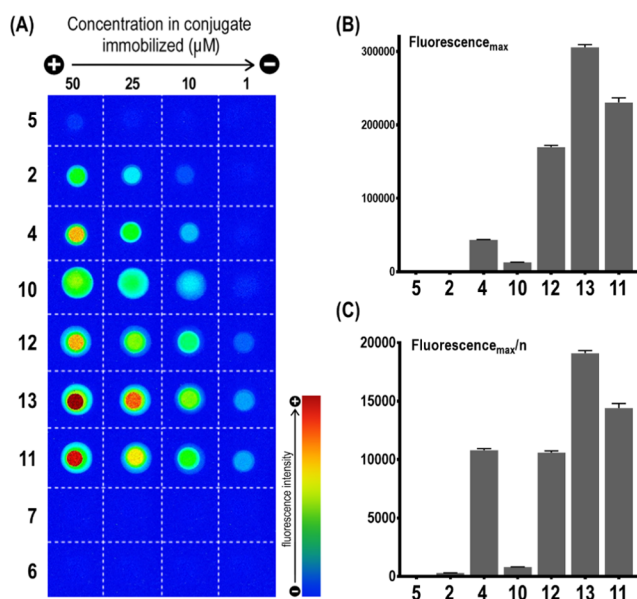 (A)
Concentration in conjugate
immobilized (µM)
50 25 10 1
5
2
4
10
12
13
11
7
6
fluorescence intensity
(B)
Fluorescencemax
300000
200000
100000
0
5 2 4 10 12 13 11
(C)
Fluorescencemax/n
20000
15000
10000
5000
0
5 2 4 10 12 13 11